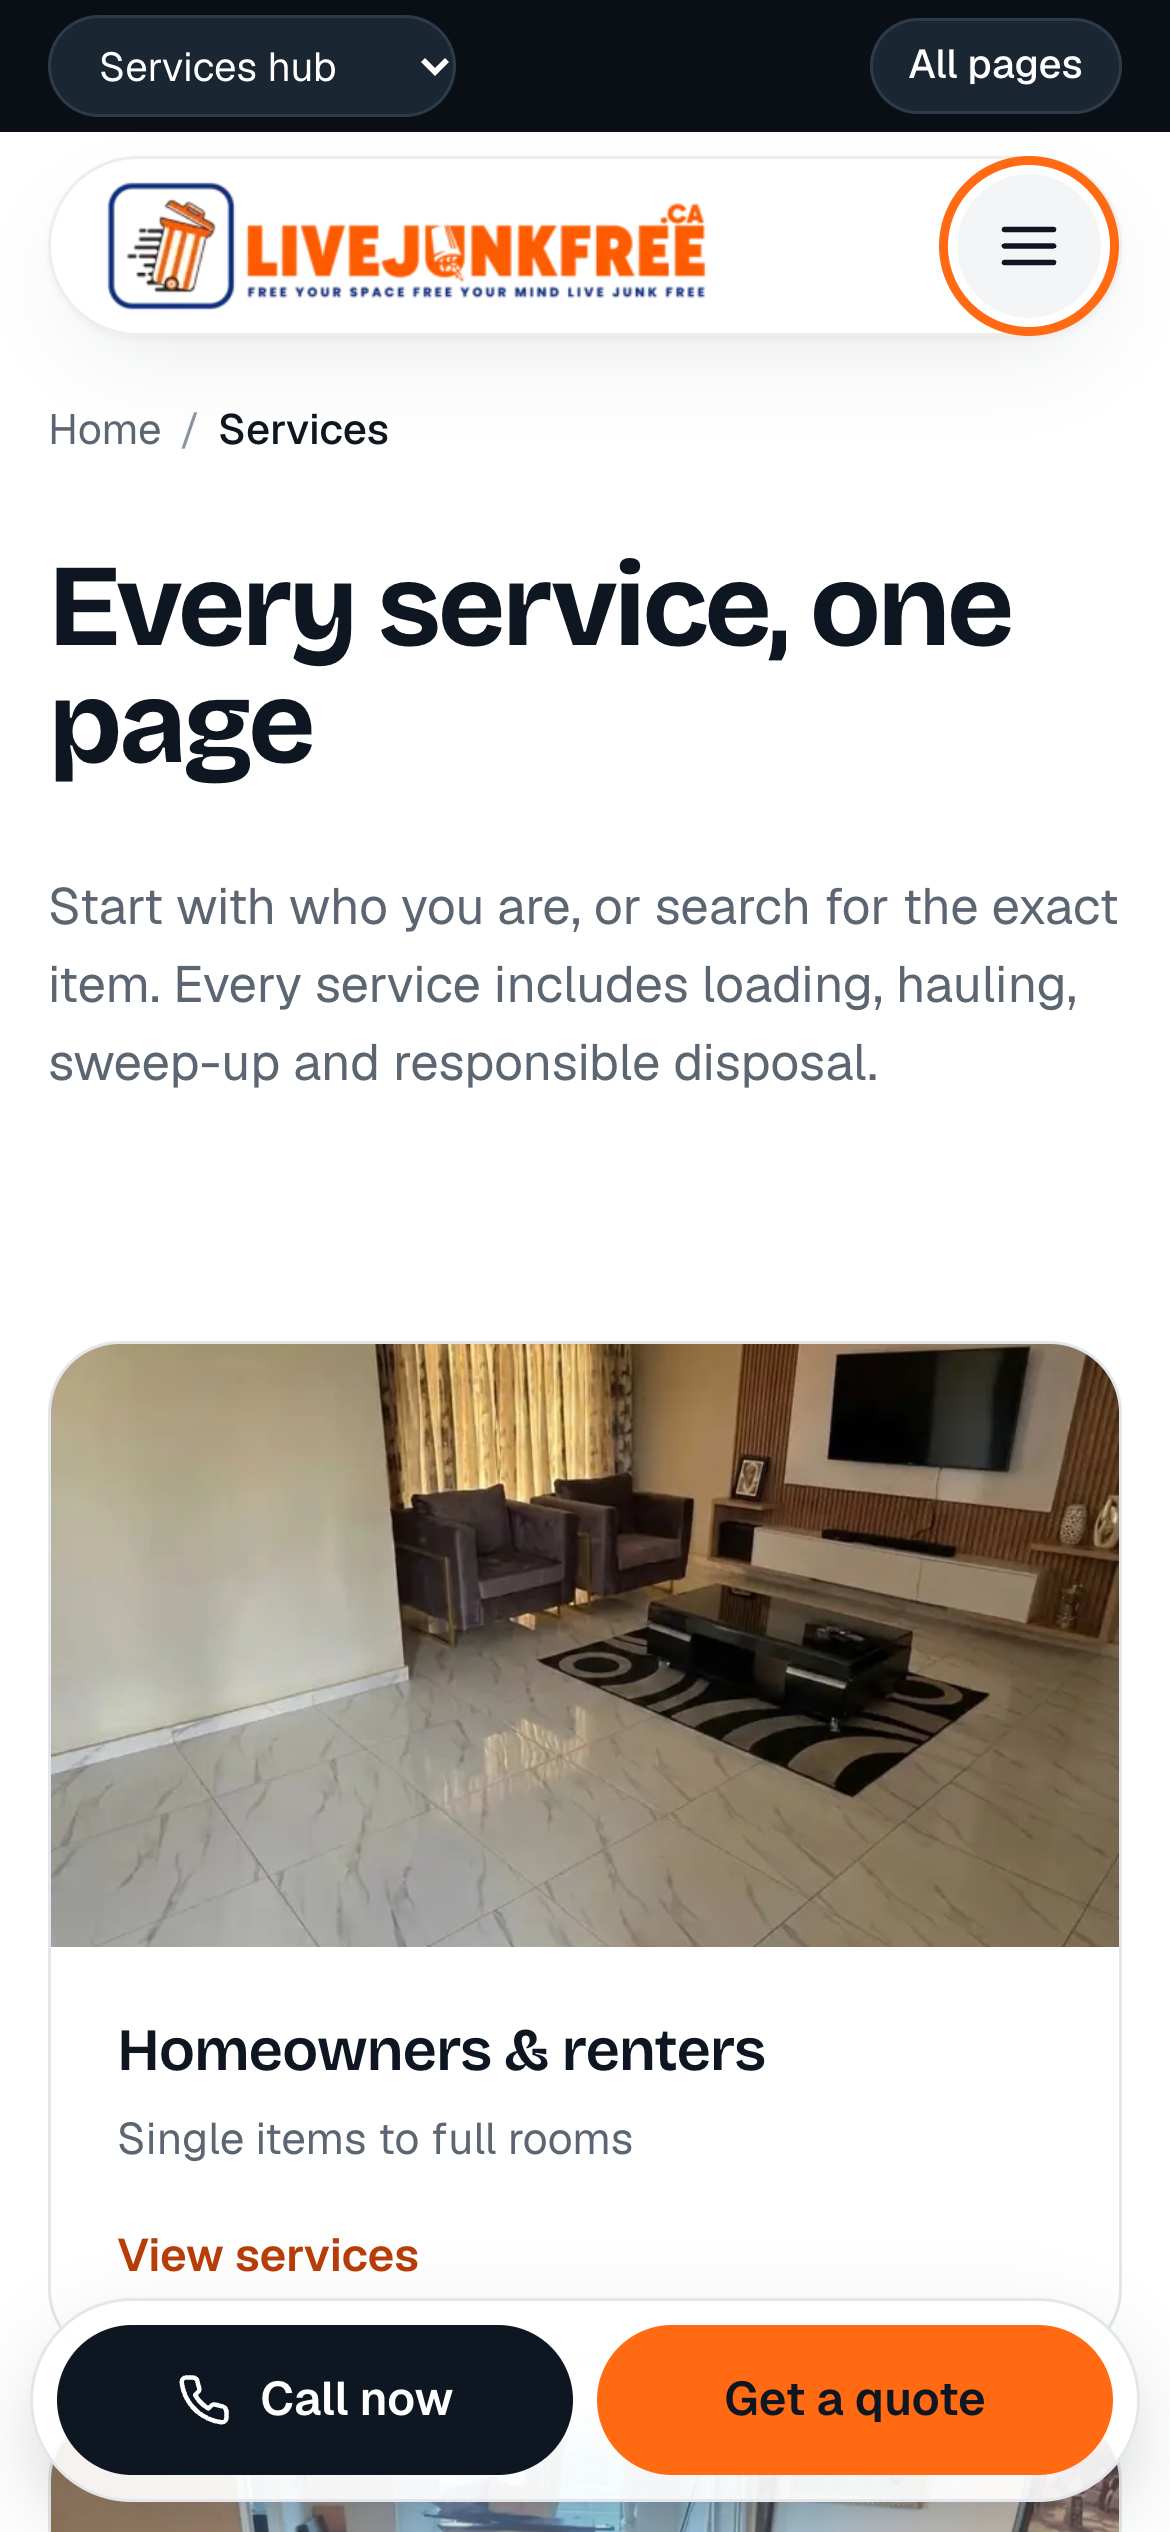 Services hub
All pages
LIVEJUNKFREE
.CA
FREE YOUR SPACE FREE YOUR MIND LIVE JUNK FREE
Home / Services
Every service, one
page
Start with who you are, or search for the exact
item. Every service includes loading, hauling,
sweep-up and responsible disposal.
Homeowners & renters
Single items to full rooms
View services
Call now
Get a quote